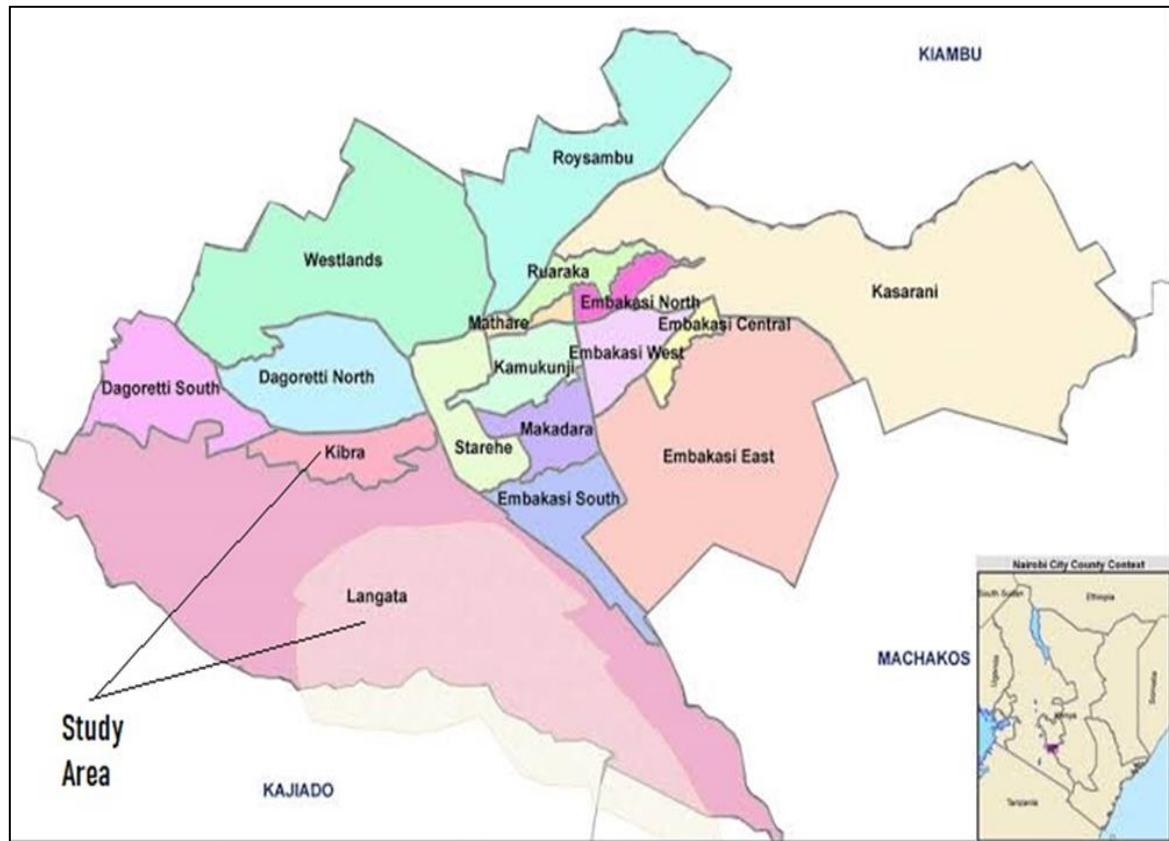 KIAMBU
Roysambu
Westlands
Ruaraka
Kasarani
Embakasi North
Mathare
Embakasi Central
Kamukunji
Embakasi West
Dagoretti South
Dagoretti North
Makadara
Starehe
Kibra
Embakasi East
Embakasi South
Langata
MACHAKOS
Study
Area
KAJIADO
Nairobi City County Context
South Sudan
Ethiopia
Uganda
Somalia
Kenya
Tanzania